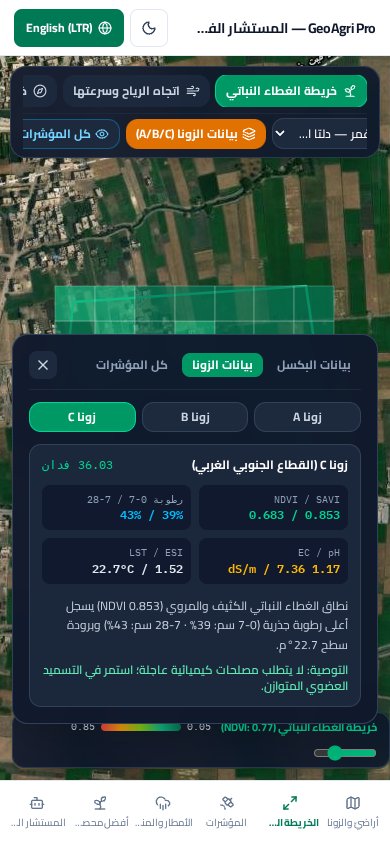 GeoAgri Pro — المستشار الفـ...
English (LTR)
خريطة الغطاء النباتي
اتجاه الرياح وسرعتها
بيانات الزونا (A/B/C)
كل المؤشرات
بيانات البكسل
بيانات الزونا
كل المؤشرات
زونا A
زونا B
زونا C
زونا C (القطاع الجنوبي الغربي)
36.03 فدان
NDVI / SAVI
0.683 / 0.853
رطوبة 0-7 / 7-28
43% / 39%
EC / pH
dS/m / 7.36 1.17
LST / ESI
22.7°C / 1.52
نطاق الغطاء النباتي الكثيف والمروي (NDVI 0.853) يسجل
أعلى رطوبة جذرية (0-7 سم: 39% · 7-28 سم: 43%) وبرودة
سطح 22.7°م.
التوصية: لا يتطلب مصلحات كيميائية عاجلة؛ استمر في التسميد
العضوي المتوازن.
خريطة الغطاء النباتي (NDVI: 0.77)
0.05
0.85
أراضيّ والزونا
الخريطة ال...
المؤشرات
الأمطار والمنـ...
أفضل محصـ...
المستشار الـ...